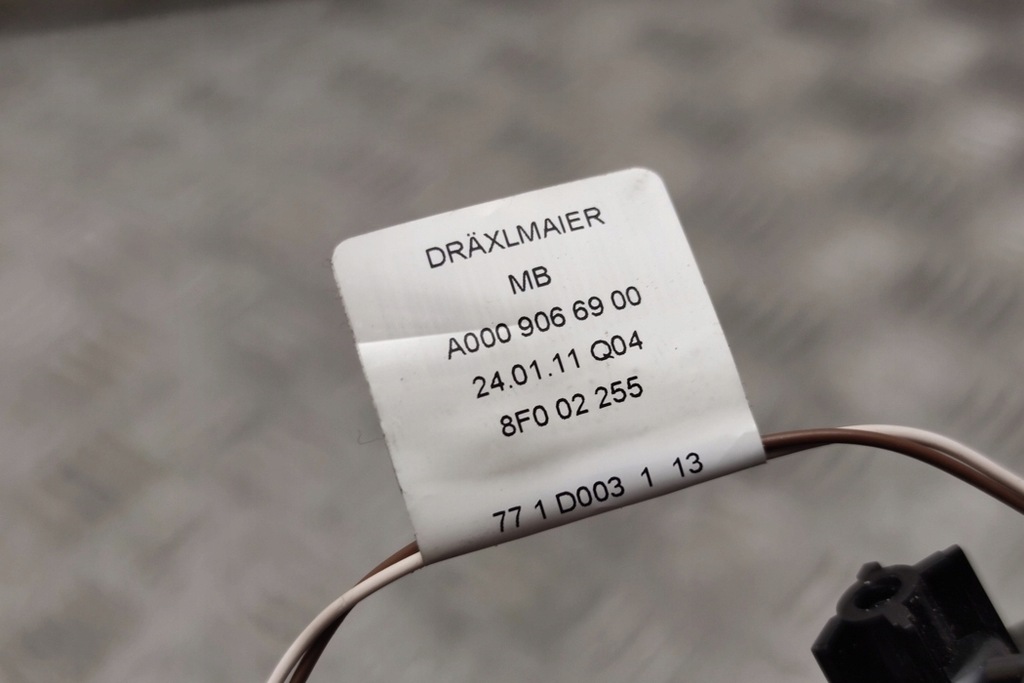 DRÄXLMAIER
MB
A000 906 69 00
24.01.11 Q04
8F0 02 255
77 1 D003 1 13